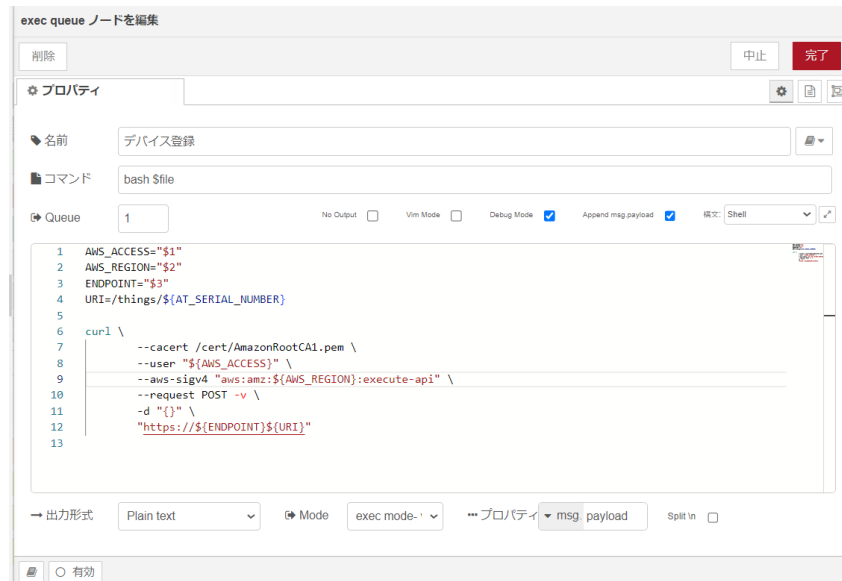 exec queue ノードを編集
削除
中止
完了
プロパティ
名前
デバイス登録
コマンド
bash $file
Queue
1
No Output
Vim Mode
Debug Mode
Append msg.payload
構文:
Shell
1 AWS_ACCESS="$1"
2 AWS_REGION="$2"
3 ENDPOINT="$3"
4 URI=/things/${AT_SERIAL_NUMBER}
5
6 curl \
7 --cacert /cert/AmazonRootCA1.pem \
8 --user "${AWS_ACCESS}" \
9 --aws-sigv4 "aws:amz:${AWS_REGION}:execute-api" \
10 --request POST -v \
11 -d "{}" \
12 "https://${ENDPOINT}${URI}"
13
出力形式
Plain text
Mode
exec mode-
プロパティ
msg.
payload
Split \n
有効